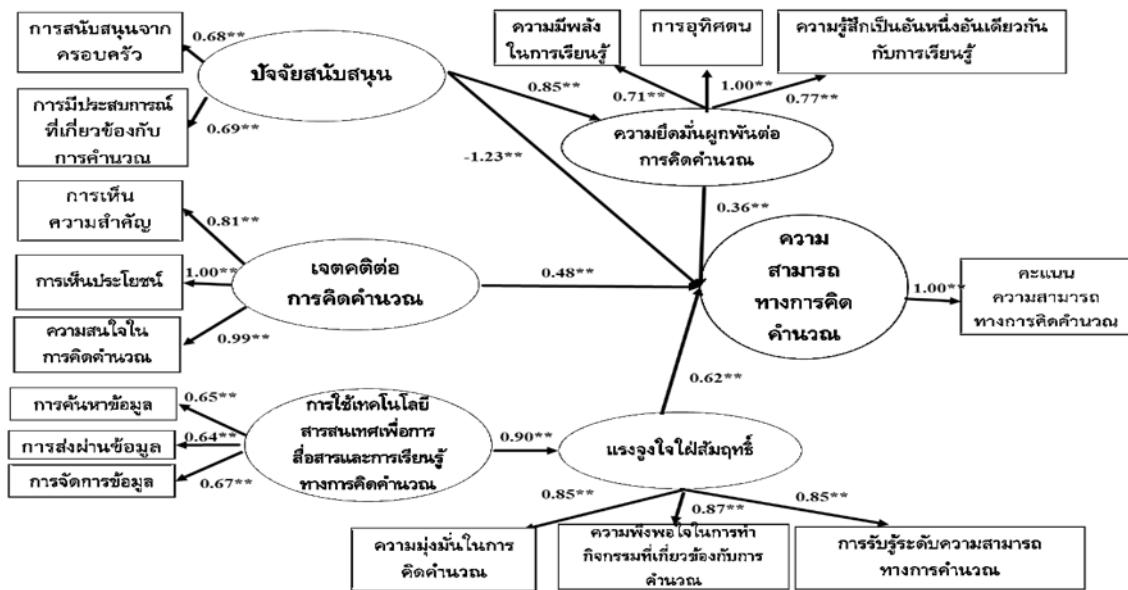 การสนับสนุนจาก
ครอบครัว
0.68**
ปัจจัยสนับสนุน
การมีประสบการณ์
ที่เกี่ยวข้องกับ
การคำนวณ
0.69**
ความมีพลัง
ในการเรียนรู้
การอุทิศตน
ความรู้สึกเป็นอันหนึ่งอันเดียวกัน
กับการเรียนรู้
0.85**
0.71**
1.00**
0.77**
ความยึดมั่นผูกพันต่อ
การคิดคำนวณ
-1.23**
0.36**
การเห็น
ความสำคัญ
0.81**
การเห็นประโยชน์
1.00**
ความสนใจใน
การคิดคำนวณ
0.99**
เจตคติต่อ
การคิดคำนวณ
0.48**
ความ
สามารถ
ทางการคิด
คำนวณ
1.00**
คะแนน
ความสามารถ
ทางการคิดคำนวณ
0.62**
การค้นหาข้อมูล
0.65**
การส่งผ่านข้อมูล
0.64**
การจัดการข้อมูล
0.67**
การใช้เทคโนโลยี
สารสนเทศเพื่อการ
สื่อสารและการเรียนรู้
ทางการคิดคำนวณ
0.90**
แรงจูงใจใฝ่สัมฤทธิ์
0.85**
0.87**
0.85**
ความมุ่งมั่นในการ
คิดคำนวณ
ความพึงพอใจในการทำ
กิจกรรมที่เกี่ยวข้องกับการ
คำนวณ
การรับรู้ระดับความสามารถ
ทางการคำนวณ